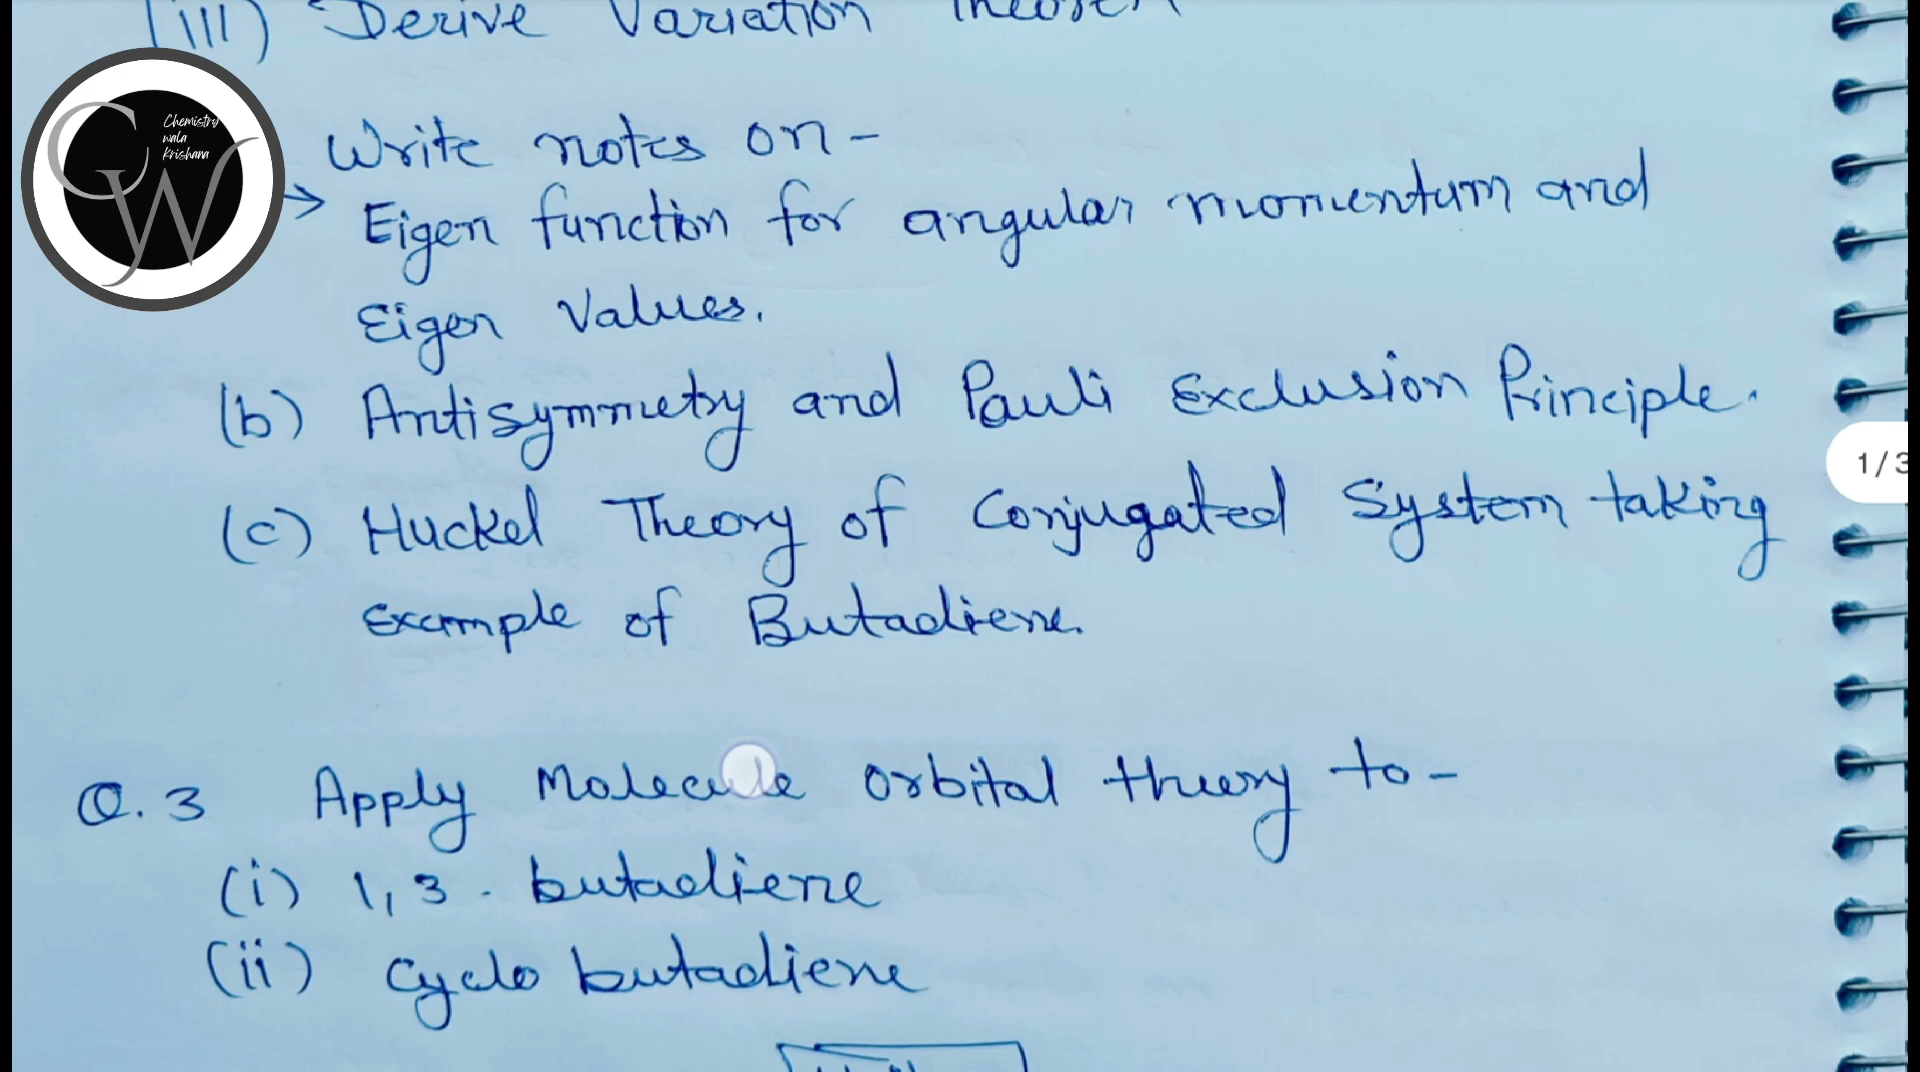 (iii) Derive Variation Theorem
Chemistry
wala
Krishana
CW
Write notes on -
→ Eigen function for angular momentum and
Eigen Values.
(b) Antisymmetry and Pauli Exclusion Principle.
(c) Huckel Theory of Conjugated System taking
Example of Butadiene.
1/3
Q.3 Apply Molecule orbital theory to -
(i) 1,3 - butadiene
(ii) Cyclo butadiene